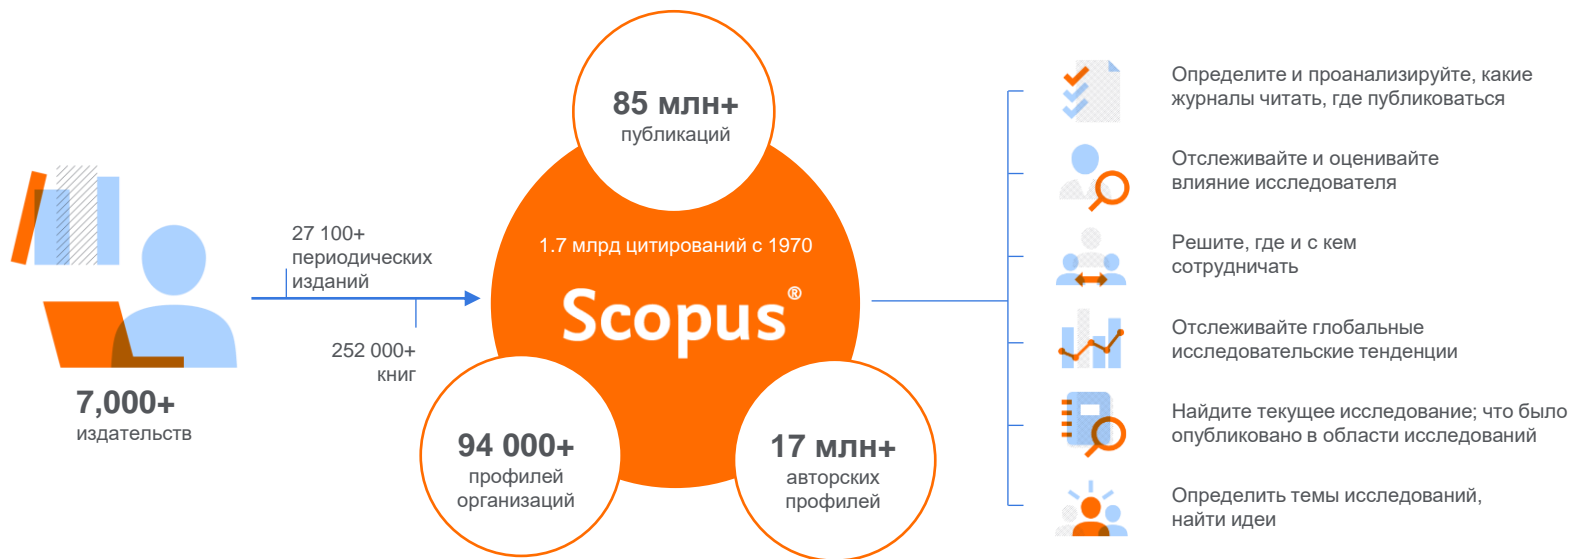 7,000+
издательств
27 100+
периодических
изданий
252 000+
книг
85 млн+
публикаций
1.7 млрд цитирований с 1970
Scopus®
94 000+
профилей
организаций
17 млн+
авторских
профилей
Определите и проанализируйте, какие
журналы читать, где публиковаться
Отслеживайте и оценивайте
влияние исследователя
Решите, где и с кем
сотрудничать
Отслеживайте глобальные
исследовательские тенденции
Найдите текущее исследование; что было
опубликовано в области исследований
Определить темы исследований,
найти идеи